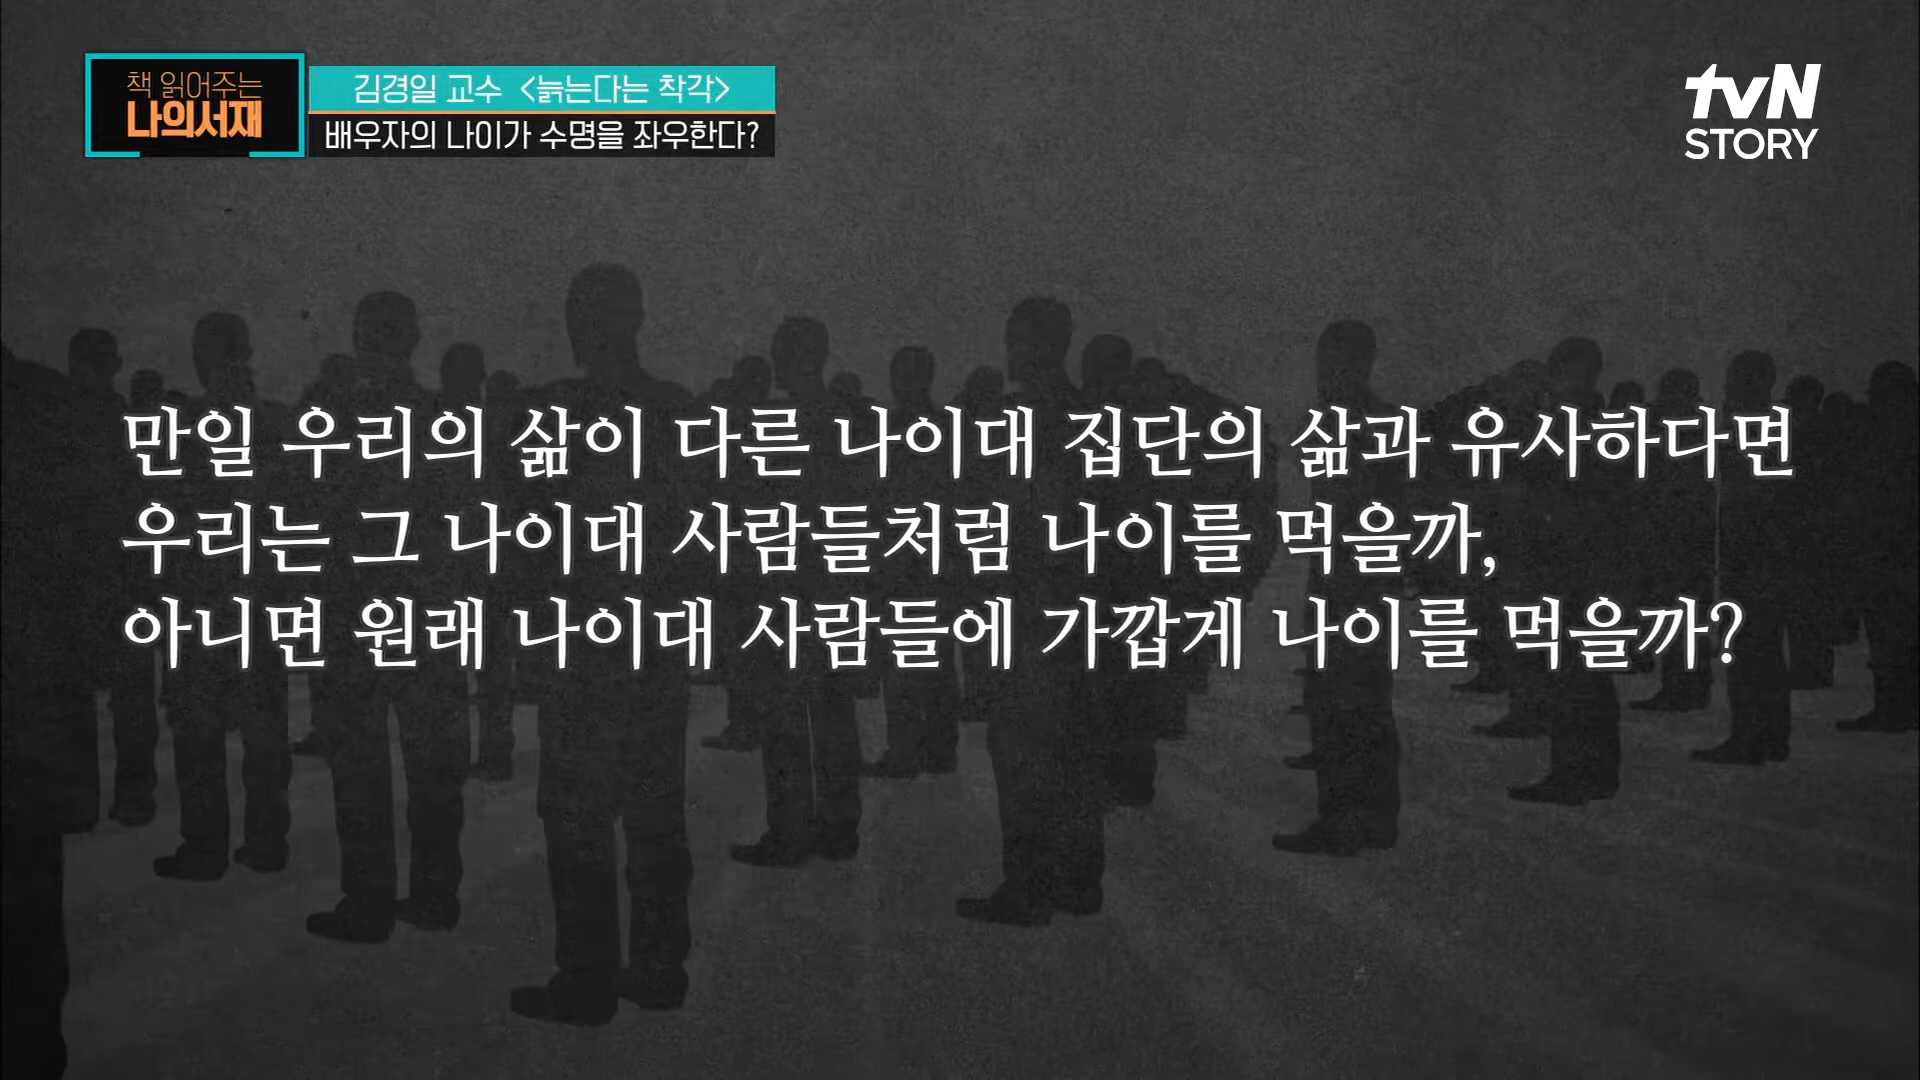 책 읽어주는
나의서재
김경일 교수 <늙는다는 착각>
배우자의 나이가 수명을 좌우한다?
tvN
STORY
만일 우리의 삶이 다른 나이대 집단의 삶과 유사하다면
우리는 그 나이대 사람들처럼 나이를 먹을까,
아니면 원래 나이대 사람들에 가깝게 나이를 먹을까?